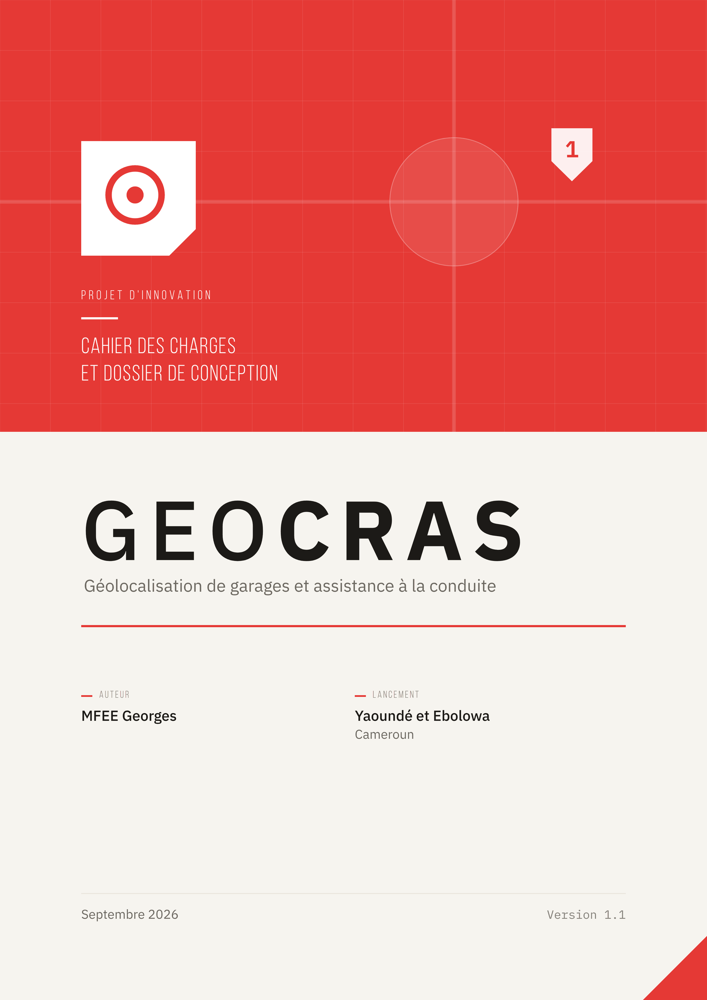 1
PROJET D'INNOVATION
CAHIER DES CHARGES
ET DOSSIER DE CONCEPTION
GEOCRAS
Géolocalisation de garages et assistance à la conduite
AUTEUR
MFEE Georges
LANCEMENT
Yaoundé et Ebolowa
Cameroun
Septembre 2026
Version 1.1